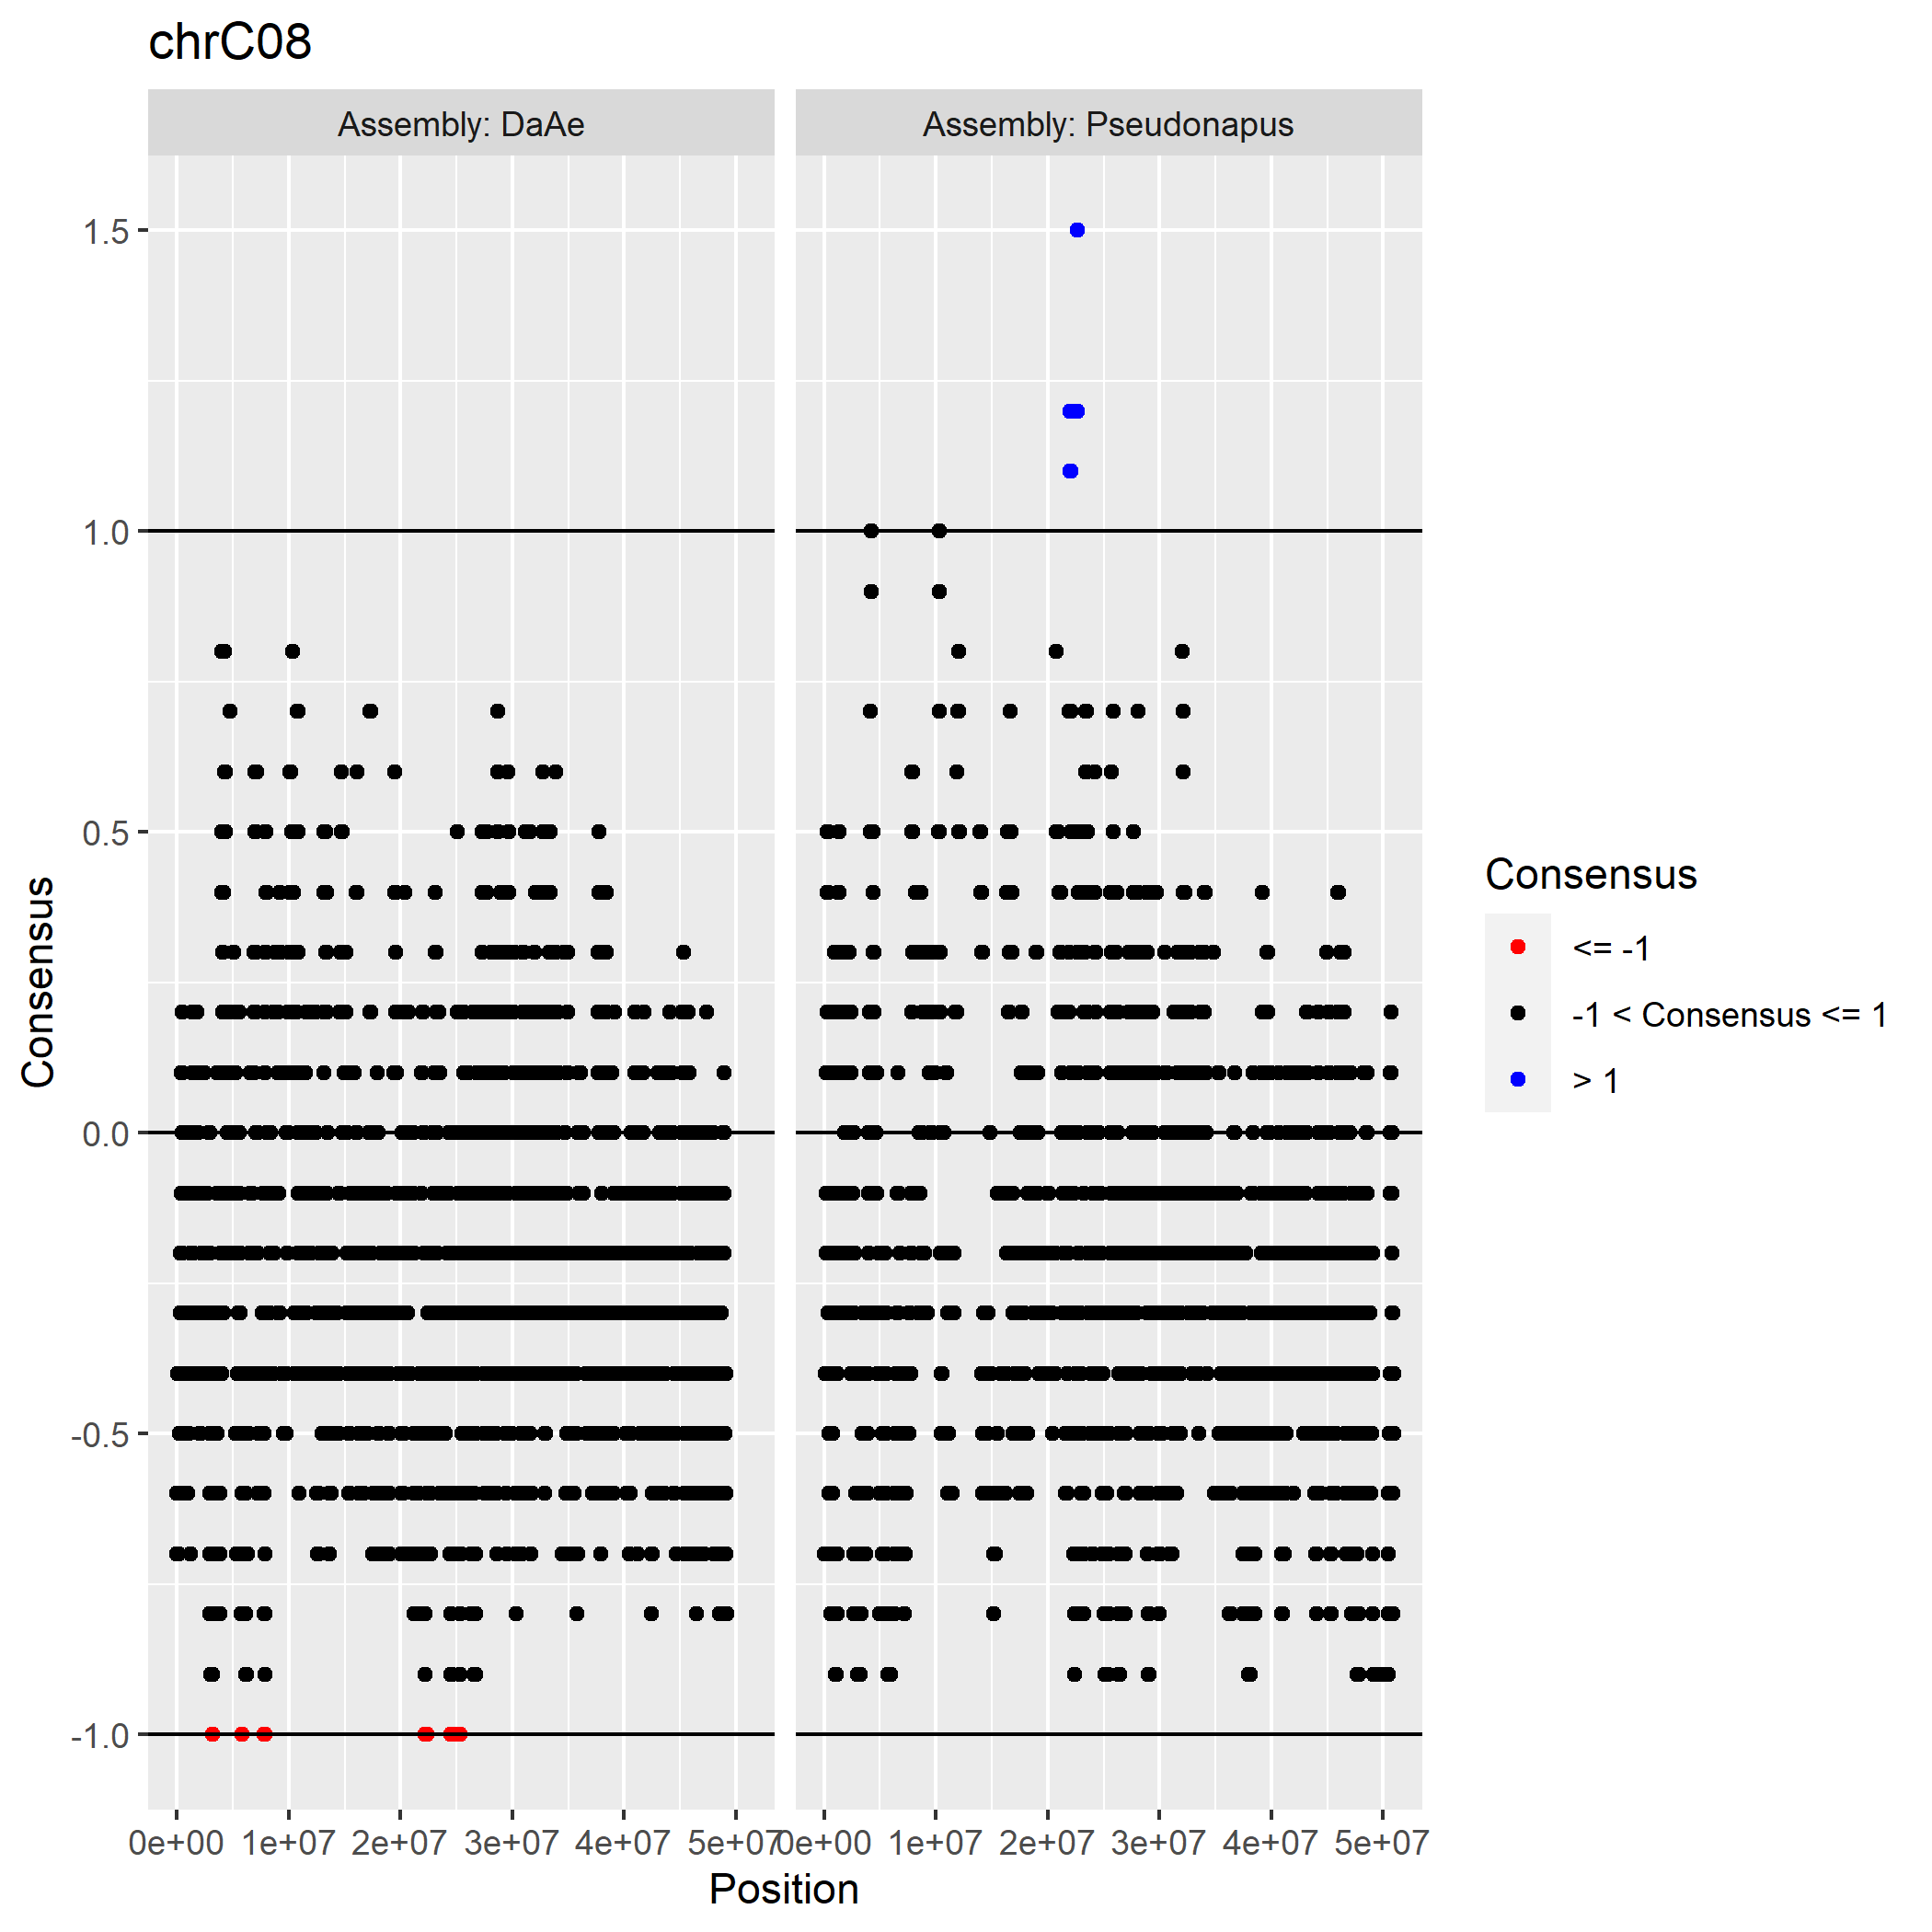 chrC08
Assembly: DaAe
Assembly: Pseudonapus
1.5
1.0
0.5
0.0
-0.5
-1.0
Consensus
0e+00 1e+07 2e+07 3e+07 4e+07 5e+07
0e+00 1e+07 2e+07 3e+07 4e+07 5e+07
Position
Consensus
<= -1
-1 < Consensus <= 1
> 1